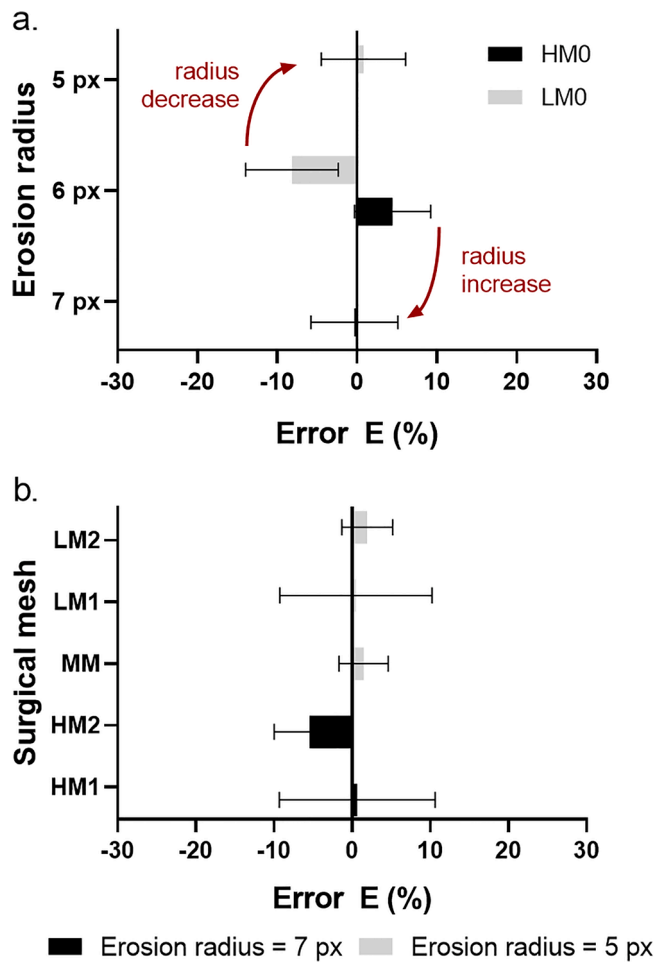 a.
HM0
LM0
radius
decrease
5 px
6 px
7 px
Erosion radius
radius
increase
-30 -20 -10 0 10 20 30
Error E (%)
b.
LM2
LM1
MM
HM2
HM1
Surgical mesh
-30 -20 -10 0 10 20 30
Error E (%)
Erosion radius = 7 px Erosion radius = 5 px